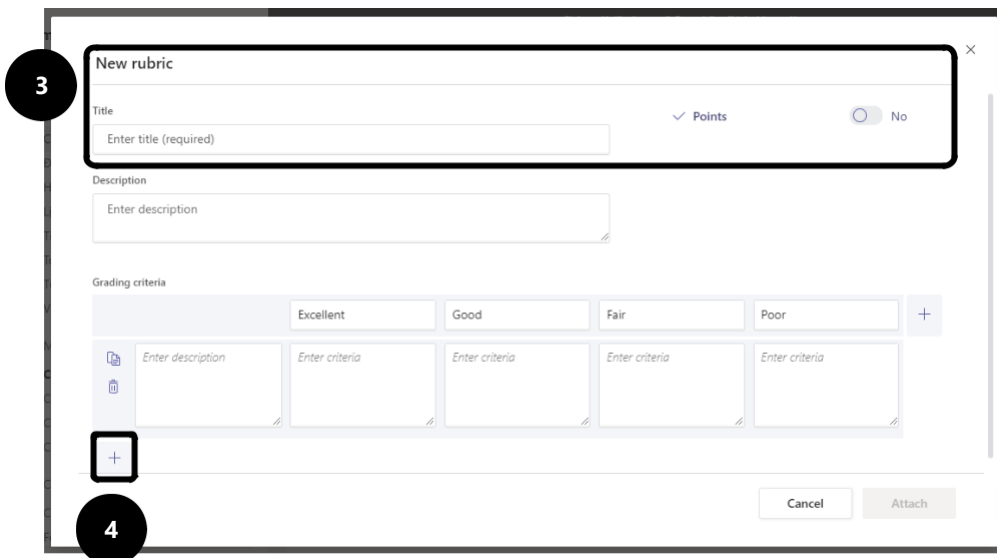 3
New rubric
Title
Points
No
Enter title (required)
Description
Enter description
Grading criteria
Excellent Good Fair Poor
Enter description Enter criteria Enter criteria Enter criteria Enter criteria
Cancel Attach
4